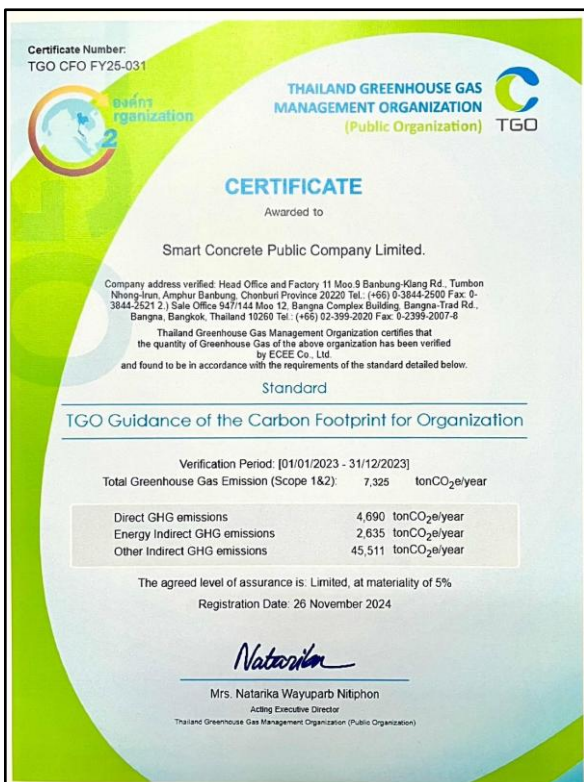 Certificate Number:
TGO CFO FY25-031
องค์กร
rganization
2
THAILAND GREENHOUSE GAS
MANAGEMENT ORGANIZATION
(Public Organization)
TGO
CERTIFICATE
Awarded to
Smart Concrete Public Company Limited.
Company address verified: Head Office and Factory 11 Moo.9 Banbung-Klang Rd., Tumbon
Nhong-Irun, Amphur Banbung, Chonburi Province 20220 Tel.: (+66) 0-3844-2500 Fax: 0-
3844-2521 2.) Sale Office 947/144 Moo 12, Bangna Complex Building, Bangna-Trad Rd.,
Bangna, Bangkok, Thailand 10260 Tel.: (+66) 02-399-2020 Fax: 0-2399-2007-8
Thailand Greenhouse Gas Management Organization certifies that
the quantity of Greenhouse Gas of the above organization has been verified
by ECEE Co., Ltd.
and found to be in accordance with the requirements of the standard detailed below.
Standard
TGO Guidance of the Carbon Footprint for Organization
Verification Period: [01/01/2023 - 31/12/2023]
Total Greenhouse Gas Emission (Scope 1&2): 7,325 tonCO₂e/year
Direct GHG emissions 4,690 tonCO₂e/year
Energy Indirect GHG emissions 2,635 tonCO₂e/year
Other Indirect GHG emissions 45,511 tonCO₂e/year
The agreed level of assurance is: Limited, at materiality of 5%
Registration Date: 26 November 2024
Natarika
Mrs. Natarika Wayuparb Nitiphon
Acting Executive Director
Thailand Greenhouse Gas Management Organization (Public Organization)